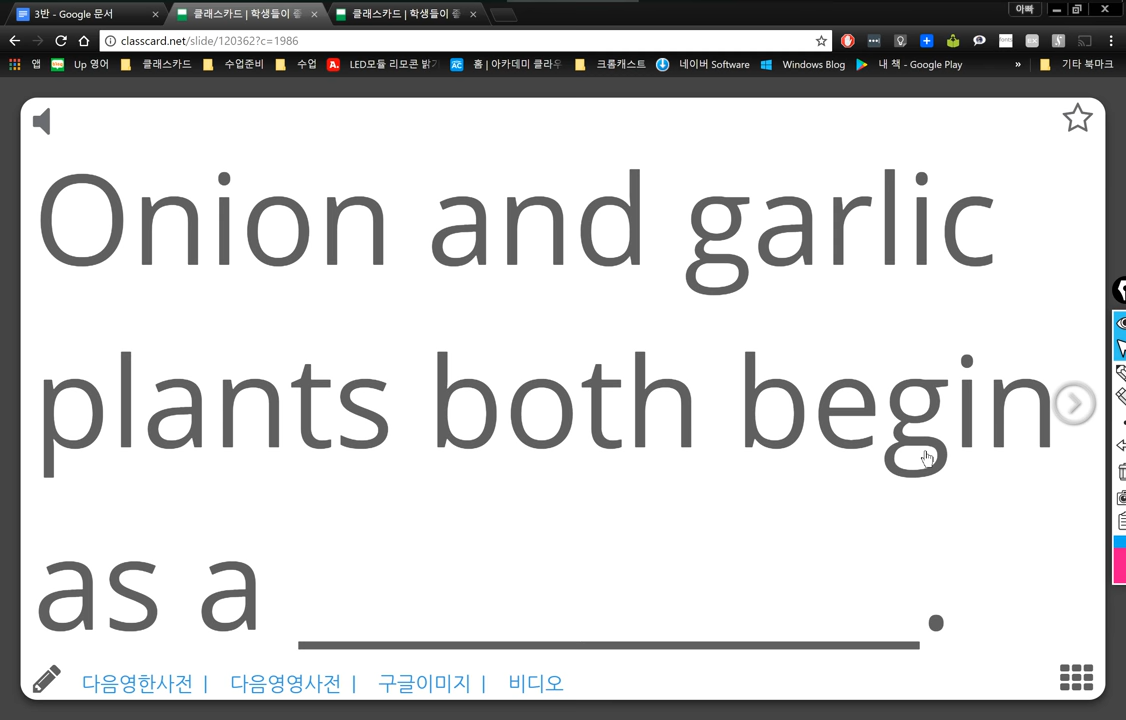 3반 - Google 문서
클래스카드 | 학생들이 좋
클래스카드 | 학생들이 좋
아빠
classcard.net/slide/120362?c=1986
앱 Up 영어 클래스카드 수업준비 수업 LED모듈 리모콘 밝기 홈 | 아카데미 클라우 크롬캐스트 네이버 Software Windows Blog 내 책 - Google Play » 기타 북마크
Onion and garlic
plants both begin
as a ____________.
다음영한사전 | 다음영영사전 | 구글이미지 | 비디오